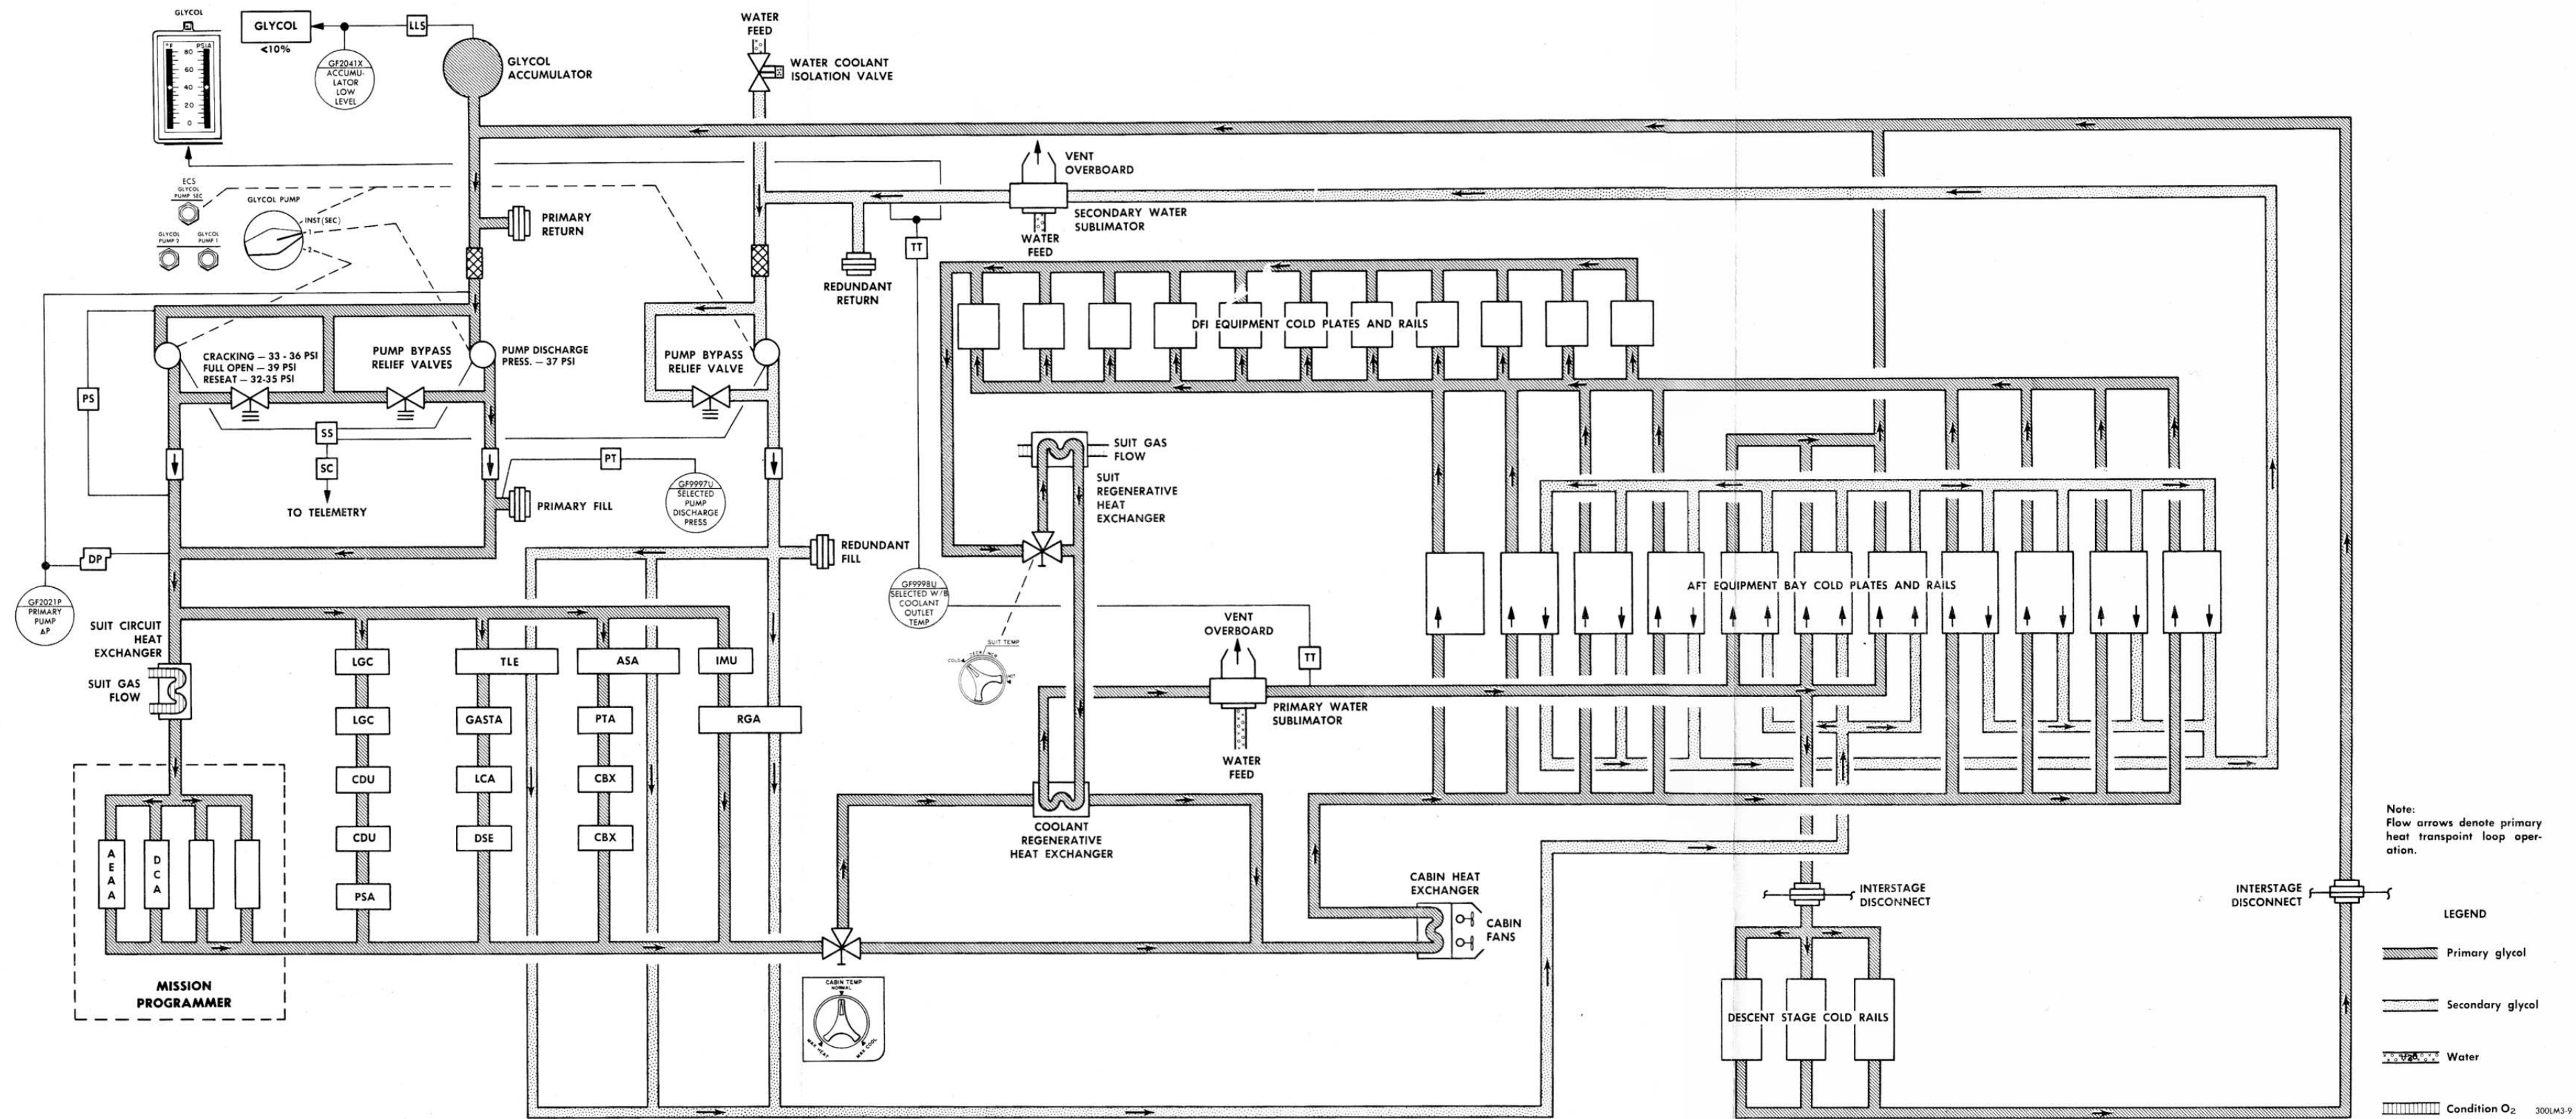 GLYCOL
°F PSIA
80
60
40
20
0
GLYCOL
<10%
LLS
GF2041X
ACCUMU-
LATOR
LOW
LEVEL
GLYCOL
ACCUMULATOR
WATER
FEED
WATER COOLANT
ISOLATION VALVE
ECS
GLYCOL
PUMP SEC
GLYCOL PUMP
INST(SEC)
1
2
GLYCOL
PUMP 2
GLYCOL
PUMP 1
PRIMARY
RETURN
VENT
OVERBOARD
SECONDARY WATER
SUBLIMATOR
WATER
FEED
TT
REDUNDANT
RETURN
CRACKING — 33 - 36 PSI
FULL OPEN — 39 PSI
RESEAT — 32-35 PSI
PUMP BYPASS
RELIEF VALVES
PUMP DISCHARGE
PRESS. — 37 PSI
PUMP BYPASS
RELIEF VALVE
DFI EQUIPMENT COLD PLATES AND RAILS
PS
SS
SC
TO TELEMETRY
PT
GF9997U
SELECTED
PUMP
DISCHARGE
PRESS
PRIMARY FILL
SUIT GAS
FLOW
SUIT
REGENERATIVE
HEAT
EXCHANGER
DP
GF2021P
PRIMARY
PUMP
ΔP
REDUNDANT
FILL
GF9998U
SELECTED W/B
COOLANT
OUTLET
TEMP
AFT EQUIPMENT BAY COLD PLATES AND RAILS
SUIT CIRCUIT
HEAT
EXCHANGER
SUIT GAS
FLOW
SUIT TEMP
COLD
HOT
VENT
OVERBOARD
TT
PRIMARY WATER
SUBLIMATOR
WATER
FEED
LGC
TLE
ASA
IMU
LGC
GASTA
PTA
RGA
CDU
LCA
CBX
CDU
DSE
CBX
PSA
AEAA
DCA
MISSION
PROGRAMMER
COOLANT
REGENERATIVE
HEAT EXCHANGER
CABIN TEMP
NORMAL
MAX HEAT
MAX COOL
CABIN HEAT
EXCHANGER
CABIN
FANS
INTERSTAGE
DISCONNECT
INTERSTAGE
DISCONNECT
DESCENT STAGE COLD RAILS
Note:
Flow arrows denote primary
heat transpoint loop oper-
ation.
LEGEND
Primary glycol
Secondary glycol
Water
Condition O2
300LM3-9